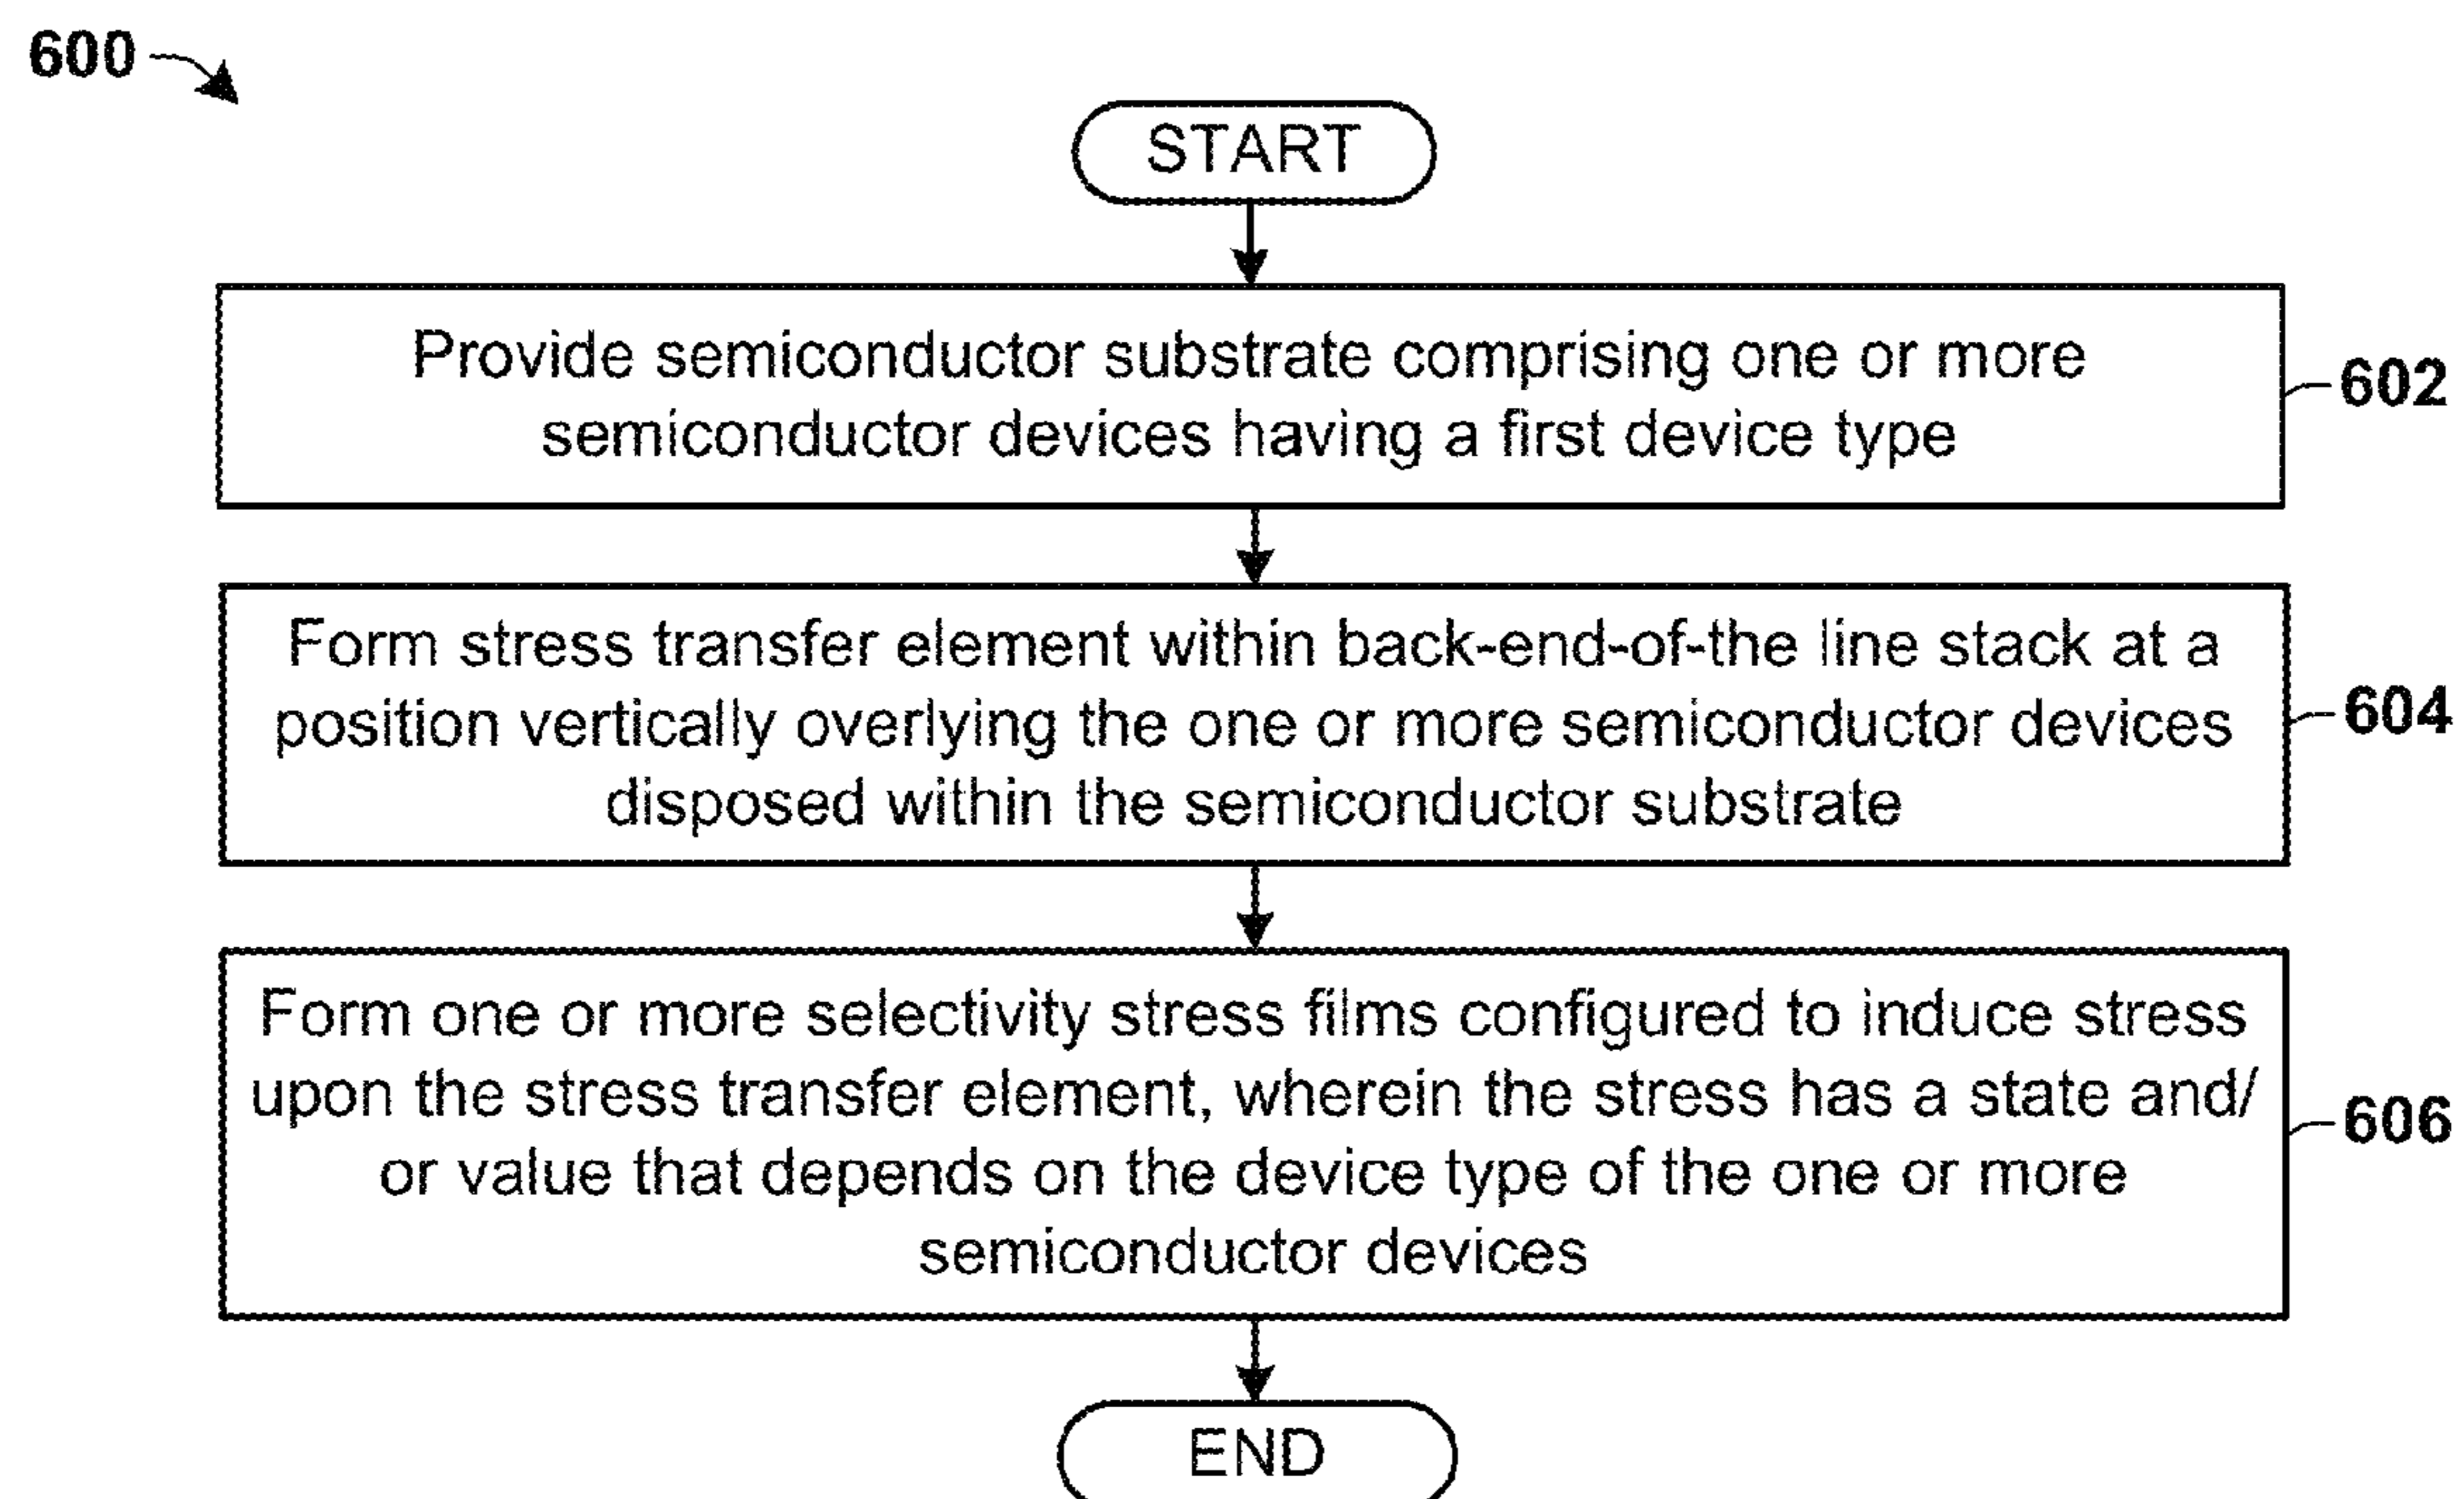 600
START
Provide semiconductor substrate comprising one or more
semiconductor devices having a first device type
602
Form stress transfer element within back-end-of-the line stack at a
position vertically overlying the one or more semiconductor devices
disposed within the semiconductor substrate
604
Form one or more selectivity stress films configured to induce stress
upon the stress transfer element, wherein the stress has a state and/
or value that depends on the device type of the one or more
semiconductor devices
606
END